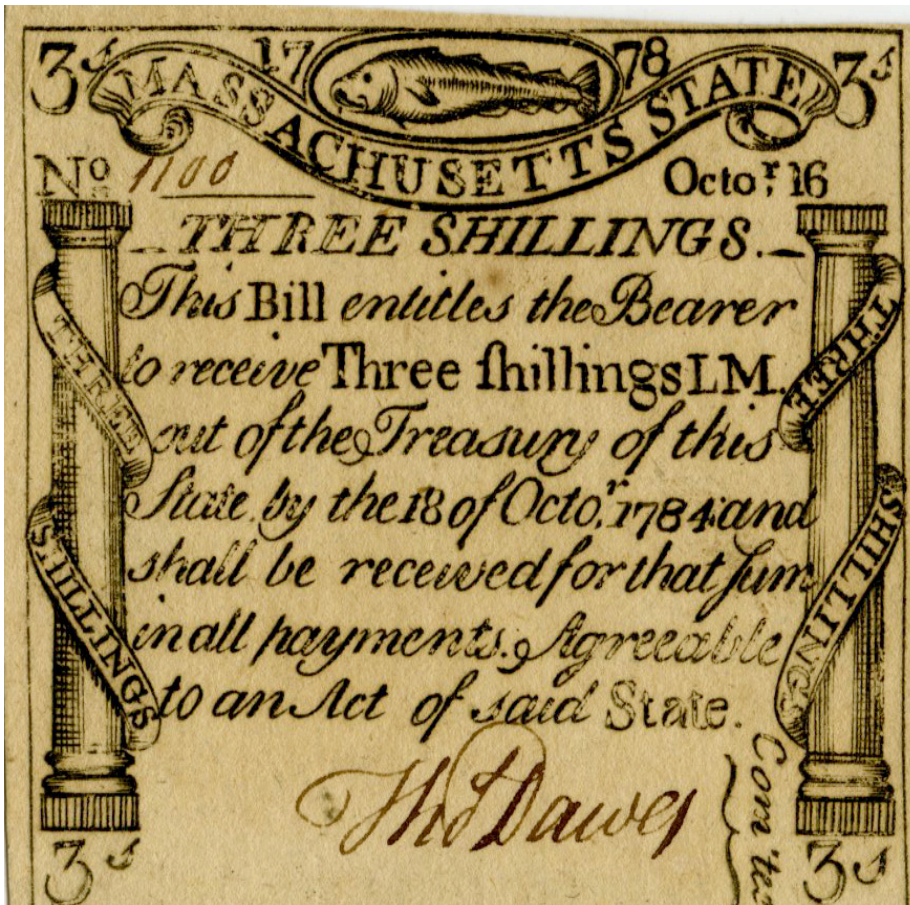 3s 17 78 3s
MASSACHUSETTS STATE
No 1100 Octor. 16
THREE SHILLINGS.
This Bill entitles the Bearer
to receive Three ſhillings LM.
out of the Treasury of this
State by the 18 of Octor. 1784 and
shall be received for that ſum
in all payments. Agreeable
to an Act of said State.
THREE
SHILLINGS
THREE
SHILLINGS
Thos Dawes
Com'tee
3s 3s